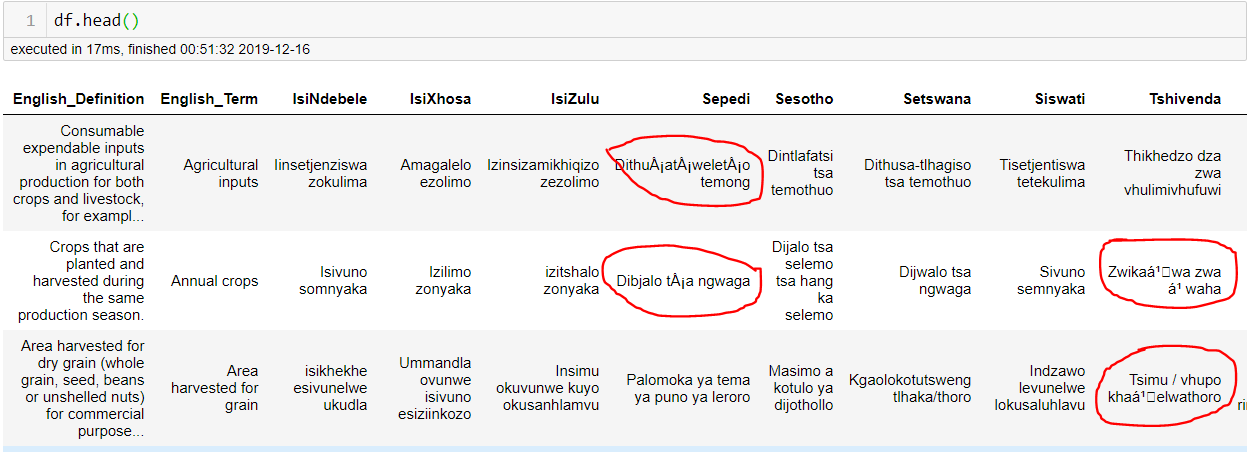 1 df.head()
executed in 17ms, finished 00:51:32 2019-12-16
English_Definition English_Term IsiNdebele IsiXhosa IsiZulu Sepedi Sesotho Setswana Siswati Tshivenda
Consumable
expendable inputs
in agricultural
production for both
crops and livestock,
for exampl...
Agricultural
inputs
Iinsetjenziswa
zokulima
Amagalelo
ezolimo
Izinsizamikhiqizo
zezolimo
DithuÅ¡atÅ¡weletÅ¡o
temong
Dintlafatsi
tsa
temothuo
Dithusa-tlhagiso
tsa temothuo
Tisetjentiswa
tetekulima
Thikhedzo dza
zwa
vhulimivhufuwi
Crops that are
planted and
harvested during
the same
production season.
Annual crops
Isivuno
somnyaka
Izilimo
zonyaka
izitshalo
zonyaka
Dibjalo tÅ¡a ngwaga
Dijalo tsa
selemo
tsa hang
ka
selemo
Dijwalo tsa
ngwaga
Sivuno
semnyaka
Zwikaá¹□wa zwa
á¹ waha
Area harvested for
dry grain (whole
grain, seed, beans
or unshelled nuts)
for commercial
purpose...
Area
harvested for
grain
isikhekhe
esivunelwe
ukudla
Ummandla
ovunwe
isivuno
esiziinkozo
Insimu
okuvunwe kuyo
okusanhlamvu
Palomoka ya tema
ya puno ya leroro
Masimo a
kotulo ya
dijothollo
Kgaolokotutsweng
tlhaka/thoro
Indzawo
levunelwe
lokusaluhlavu
Tsimu / vhupo
khaá¹□elwathoro